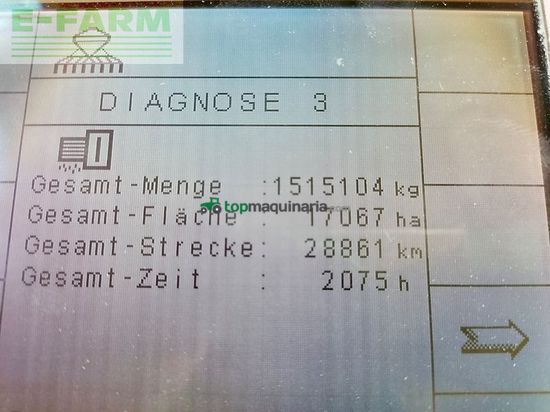 E-FARM
DIAGNOSE 3
Gesamt-Menge :1515104 kg
Gesamt-Fläche : 17067 ha
topmaquinaria.com
Gesamt-Strecke: 28861 km
Gesamt-Zeit : 2075 h